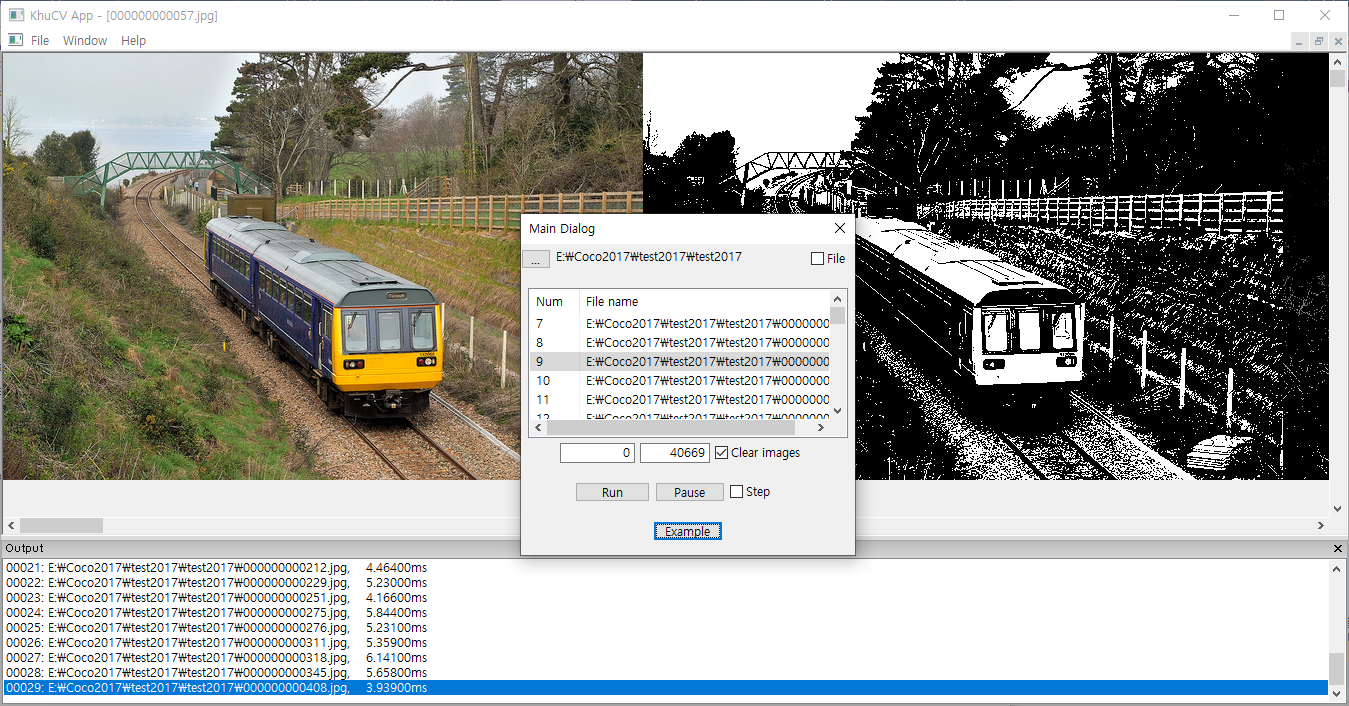 KhuCV App - [000000000057.jpg]
File Window Help
Main Dialog
... E:₩Coco2017₩test2017₩test2017 File
Num File name
7 E:₩Coco2017₩test2017₩test2017₩0000000
8 E:₩Coco2017₩test2017₩test2017₩0000000
9 E:₩Coco2017₩test2017₩test2017₩0000000
10 E:₩Coco2017₩test2017₩test2017₩0000000
11 E:₩Coco2017₩test2017₩test2017₩0000000
12 E:₩Coco2017₩test2017₩test2017₩0000000
0 40669 Clear images
Run Pause Step
Example
Output
00021: E:₩Coco2017₩test2017₩test2017₩000000000212.jpg, 4.46400ms
00022: E:₩Coco2017₩test2017₩test2017₩000000000229.jpg, 5.23000ms
00023: E:₩Coco2017₩test2017₩test2017₩000000000251.jpg, 4.16600ms
00024: E:₩Coco2017₩test2017₩test2017₩000000000275.jpg, 5.84400ms
00025: E:₩Coco2017₩test2017₩test2017₩000000000276.jpg, 5.23100ms
00026: E:₩Coco2017₩test2017₩test2017₩000000000311.jpg, 5.35900ms
00027: E:₩Coco2017₩test2017₩test2017₩000000000318.jpg, 6.14100ms
00028: E:₩Coco2017₩test2017₩test2017₩000000000345.jpg, 5.65800ms
00029: E:₩Coco2017₩test2017₩test2017₩000000000408.jpg, 3.93900ms